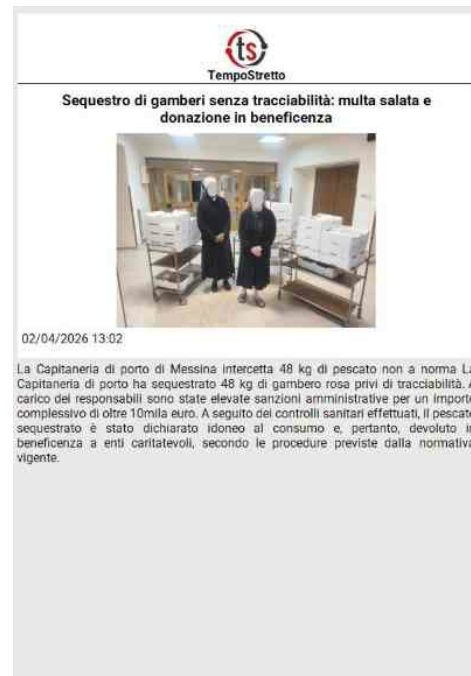 ts
TempoStretto
Sequestro di gamberi senza tracciabilità: multa salata e
donazione in beneficenza
02/04/2026 13:02
La Capitaneria di porto di Messina intercetta 48 kg di pescato non a norma La
Capitaneria di porto ha sequestrato 48 kg di gambero rosa privi di tracciabilità. A
carico dei responsabili sono state elevate sanzioni amministrative per un importo
complessivo di oltre 10mila euro. A seguito dei controlli sanitari effettuati, il pescato
sequestrato è stato dichiarato idoneo al consumo e, pertanto, devoluto in
beneficenza a enti caritatevoli, secondo le procedure previste dalla normativa
vigente.